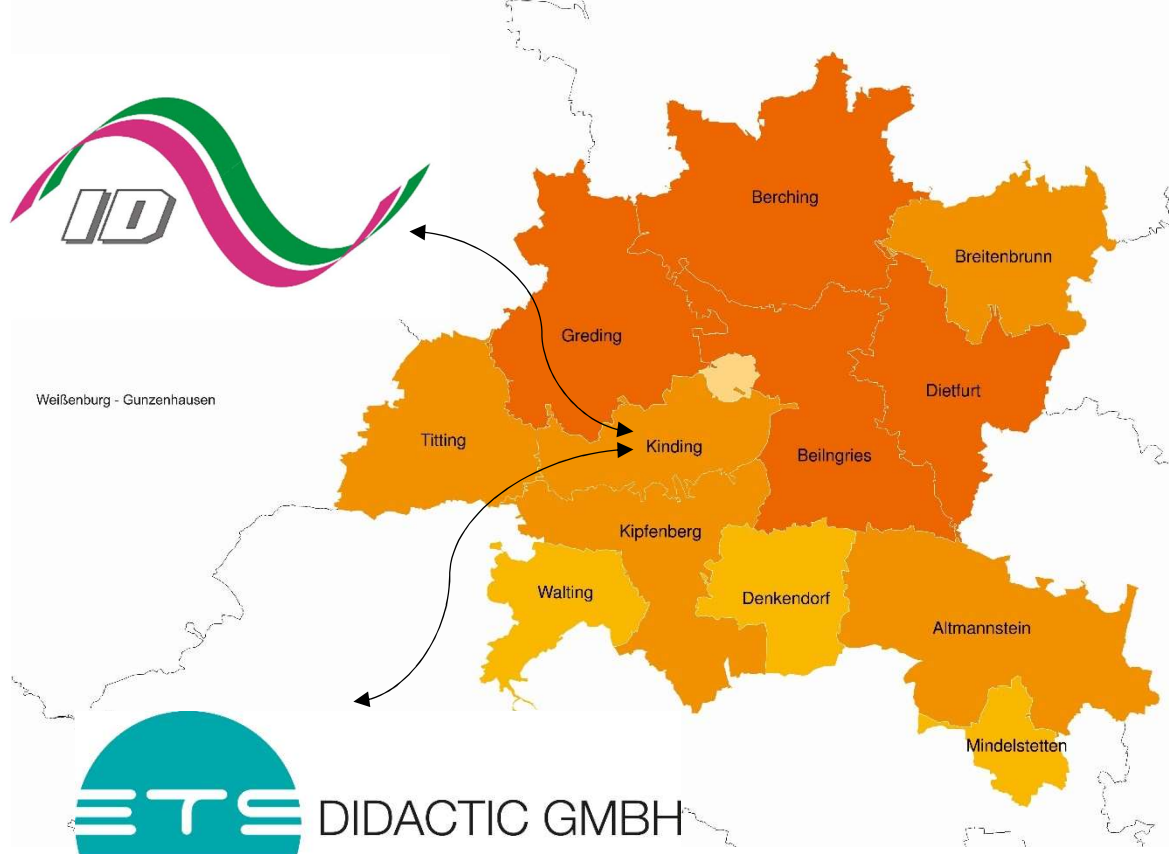 ID
Berching
Breitenbrunn
Greding
Dietfurt
Weißenburg - Gunzenhausen
Titting
Kinding
Beilngries
Kipfenberg
Walting
Denkendorf
Altmannstein
Mindelstetten
ETS
DIDACTIC GMBH